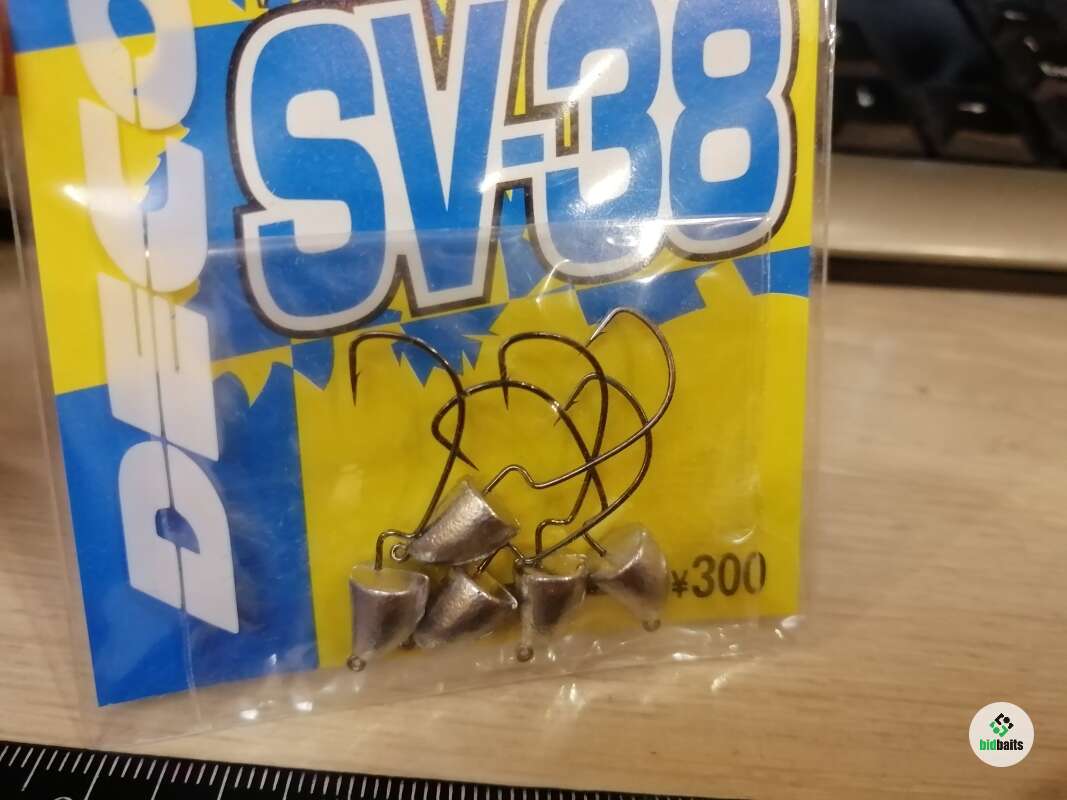 DECO
SV-38
¥300
bidbaits